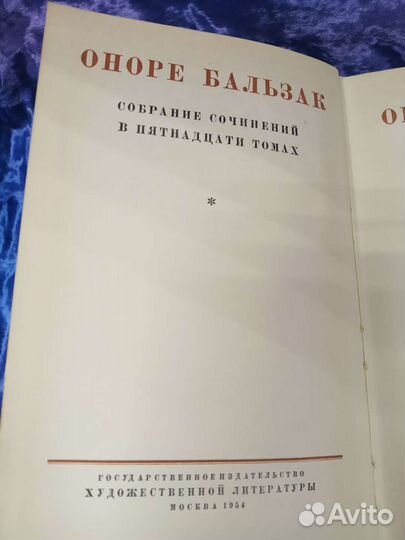 ОНОРЕ БАЛЬЗАК
СОБРАНИЕ СОЧИНЕНИЙ
В ПЯТНАДЦАТИ ТОМАХ
*
ГОСУДАРСТВЕННОЕ ИЗДАТЕЛЬСТВО
ХУДОЖЕСТВЕННОЙ ЛИТЕРАТУРЫ
МОСКВА 1954
Avito